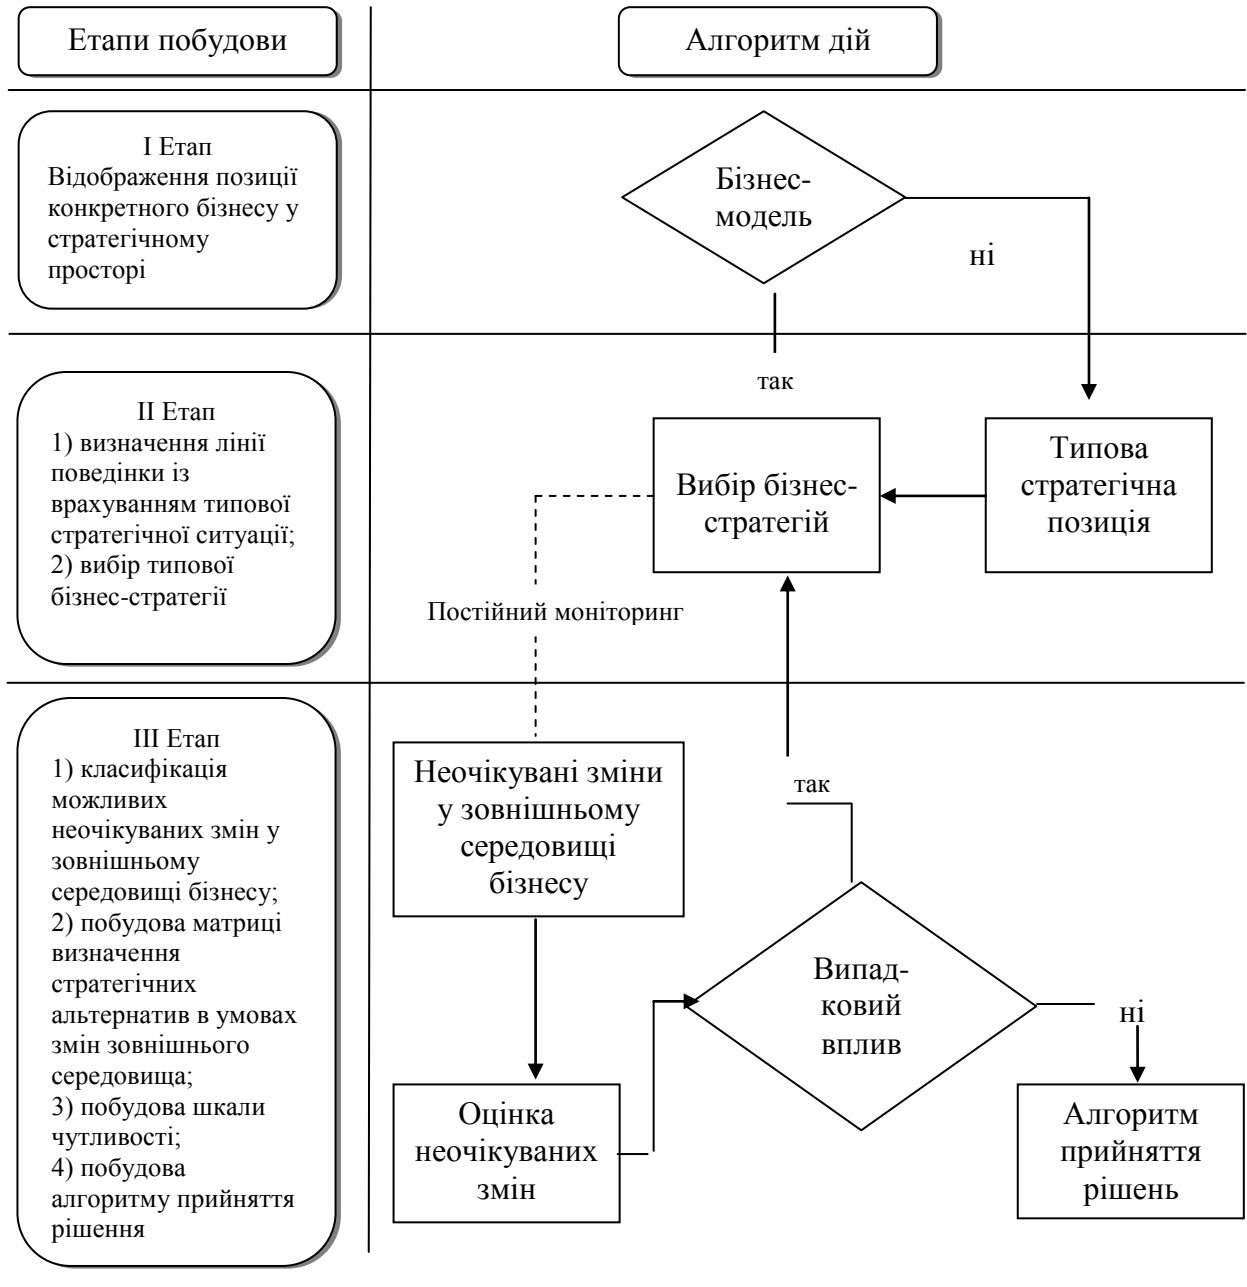 Етапи побудови
Алгоритм дій
І Етап
Відображення позиції
конкретного бізнесу у
стратегічному
просторі
Бізнес-
модель
ні
так
ІІ Етап
1) визначення лінії
поведінки із
врахуванням типової
стратегічної ситуації;
2) вибір типової
бізнес-стратегії
Вибір бізнес-
стратегій
Типова
стратегічна
позиція
Постійний моніторинг
ІІІ Етап
1) класифікація
можливих
неочікуваних змін у
зовнішньому
середовищі бізнесу;
2) побудова матриці
визначення
стратегічних
альтернатив в умовах
змін зовнішнього
середовища;
3) побудова шкали
чутливості;
4) побудова
алгоритму прийняття
рішення
Неочікувані зміни
у зовнішньому
середовищі
бізнесу
так
Випад-
ковий
вплив
ні
Оцінка
неочікуваних
змін
Алгоритм
прийняття
рішень